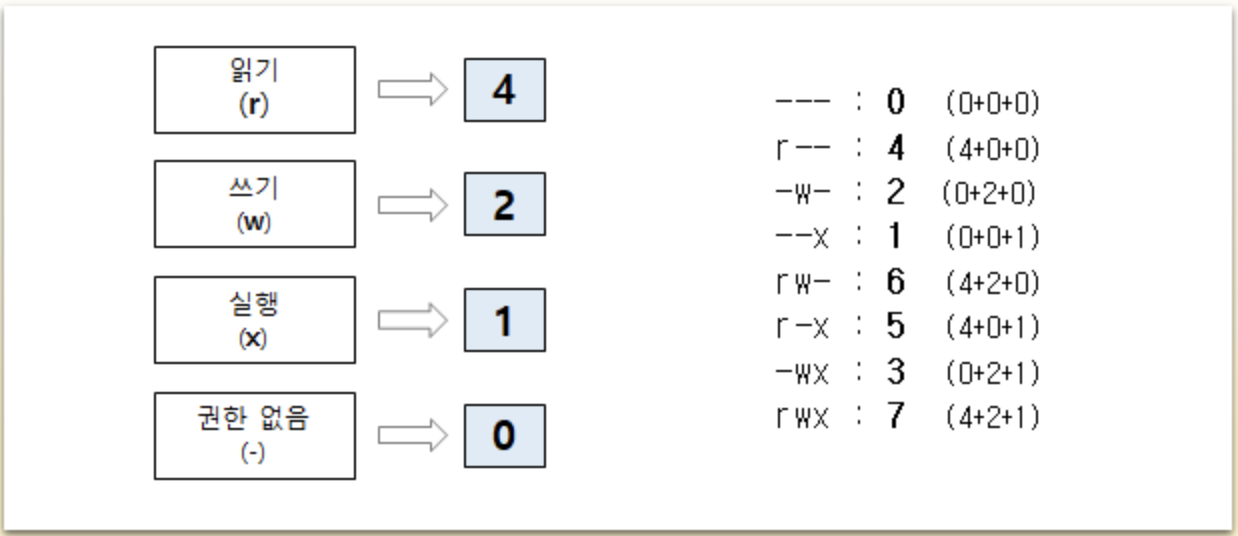 읽기
(r)
4
쓰기
(w)
2
실행
(x)
1
권한 없음
(-)
0
--- : 0 (0+0+0)
r-- : 4 (4+0+0)
-w- : 2 (0+2+0)
--x : 1 (0+0+1)
rw- : 6 (4+2+0)
r-x : 5 (4+0+1)
-wx : 3 (0+2+1)
rwx : 7 (4+2+1)